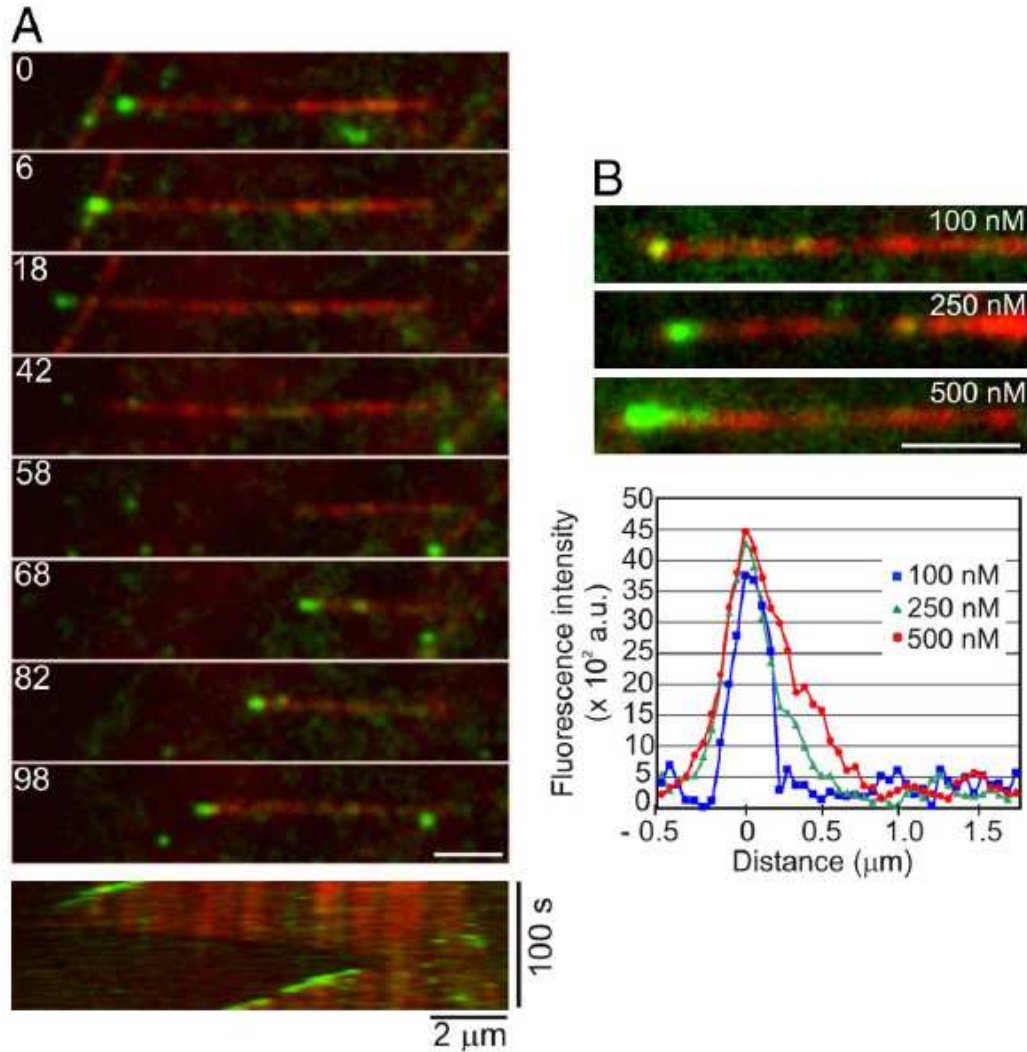 A
0
6
18
42
58
68
82
98
100 s
2 μm
B
100 nM
250 nM
500 nM
Fluorescence intensity
(x 10² a.u.)
50
45
40
35
30
25
20
15
10
5
0
100 nM
250 nM
500 nM
- 0.5 0 0.5 1.0 1.5
Distance (μm)